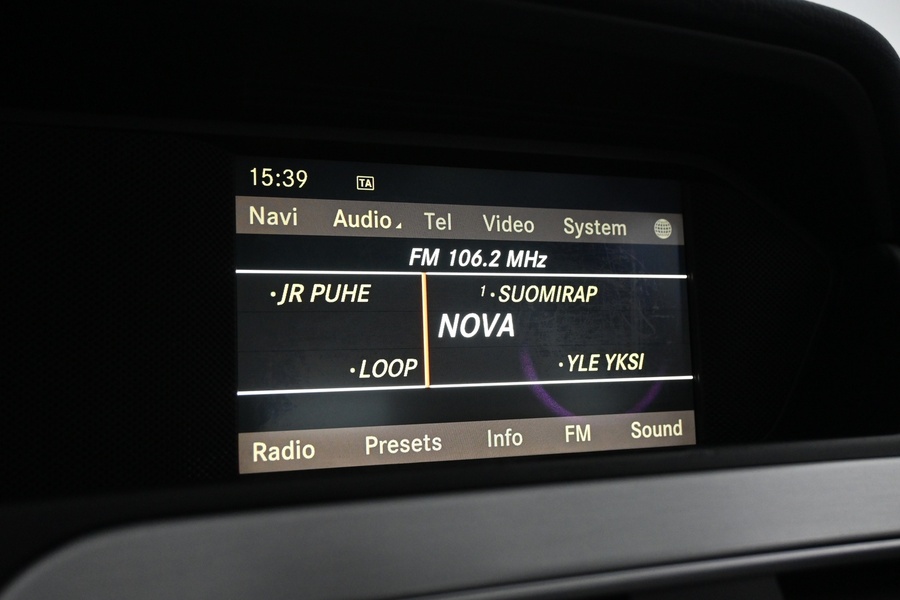 15:39 TA
Navi Audio Tel Video System
FM 106.2 MHz
·JR PUHE 1·SUOMIRAP
NOVA
·LOOP ·YLE YKSI
Radio Presets Info FM Sound